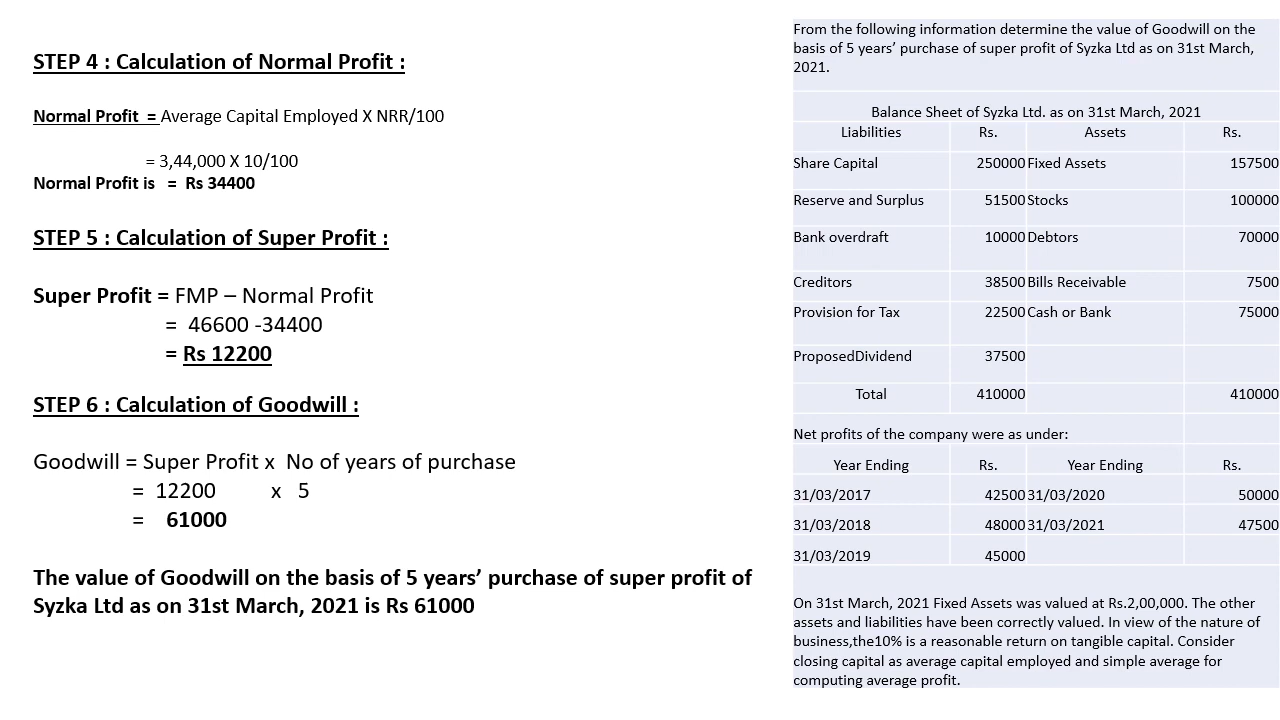 STEP 4 : Calculation of Normal Profit :
Normal Profit = Average Capital Employed X NRR/100
= 3,44,000 X 10/100
Normal Profit is = Rs 34400
STEP 5 : Calculation of Super Profit :
Super Profit = FMP – Normal Profit
= 46600 -34400
= Rs 12200
STEP 6 : Calculation of Goodwill :
Goodwill = Super Profit x No of years of purchase
= 12200 x 5
= 61000
The value of Goodwill on the basis of 5 years’ purchase of super profit of
Syzka Ltd as on 31st March, 2021 is Rs 61000
From the following information determine the value of Goodwill on the
basis of 5 years’ purchase of super profit of Syzka Ltd as on 31st March,
2021.
Balance Sheet of Syzka Ltd. as on 31st March, 2021
Liabilities Rs. Assets Rs.
Share Capital 250000 Fixed Assets 157500
Reserve and Surplus 51500 Stocks 100000
Bank overdraft 10000 Debtors 70000
Creditors 38500 Bills Receivable 7500
Provision for Tax 22500 Cash or Bank 75000
ProposedDividend 37500
Total 410000 410000
Net profits of the company were as under:
Year Ending Rs. Year Ending Rs.
31/03/2017 42500 31/03/2020 50000
31/03/2018 48000 31/03/2021 47500
31/03/2019 45000
On 31st March, 2021 Fixed Assets was valued at Rs.2,00,000. The other
assets and liabilities have been correctly valued. In view of the nature of
business,the10% is a reasonable return on tangible capital. Consider
closing capital as average capital employed and simple average for
computing average profit.